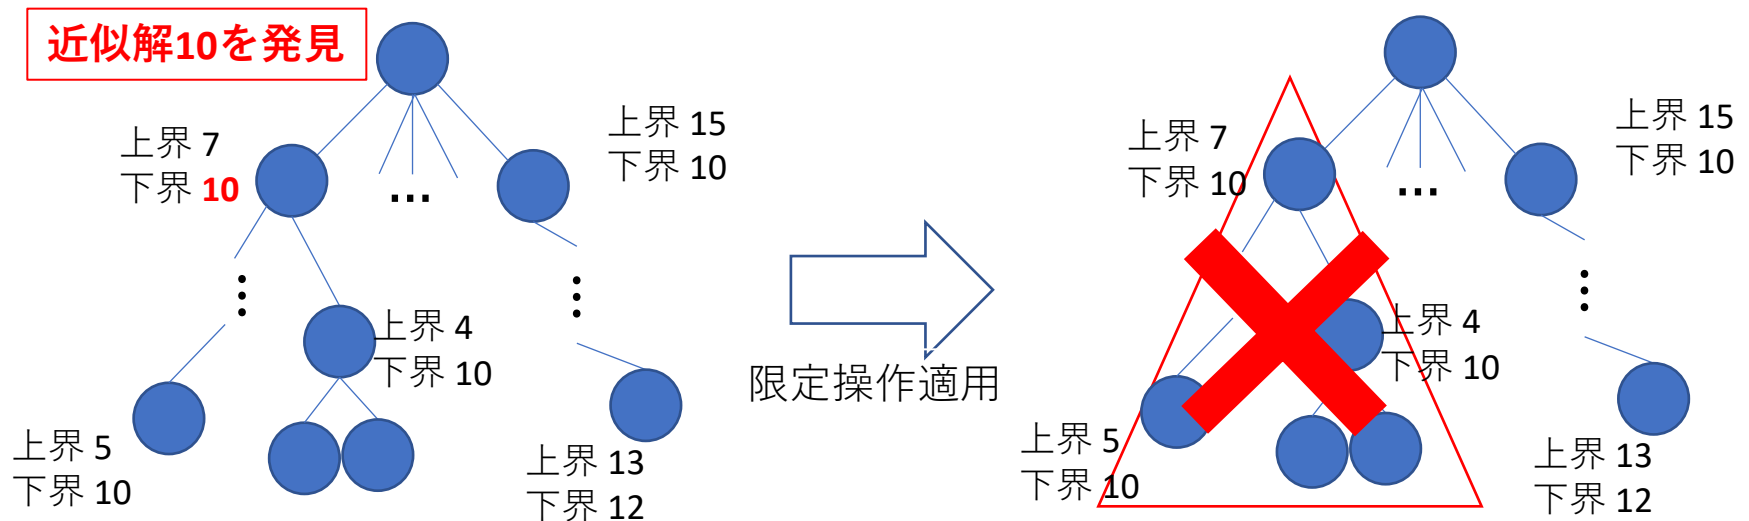 近似解10を発見
上界 7
下界 10
...
上界 15
下界 10
⋮
⋮
上界 4
下界 10
上界 5
下界 10
上界 13
下界 12
限定操作適用
上界 7
下界 10
...
上界 15
下界 10
⋮
上界 4
下界 10
上界 5
下界 10
上界 13
下界 12